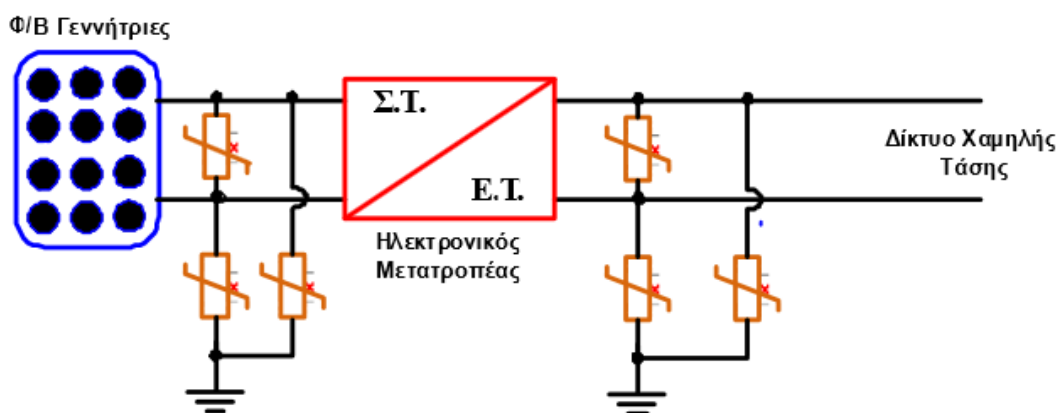 Φ/Β Γεννήτριες
Σ.Τ.
Ε.Τ.
Ηλεκτρονικός
Μετατροπέας
Δίκτυο Χαμηλής
Τάσης